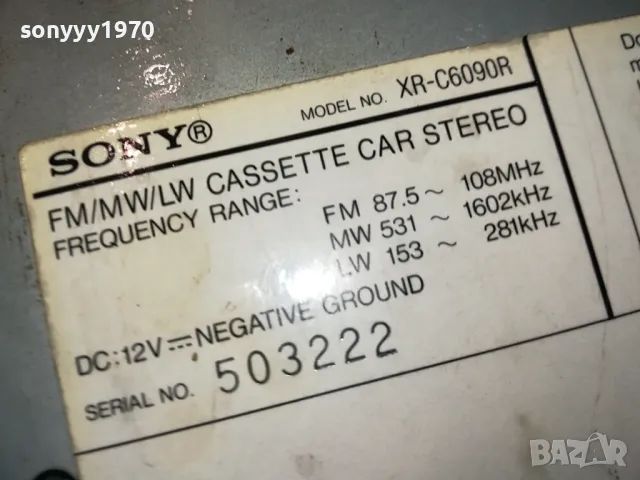 sonyyy1970
SONY®
MODEL NO. XR-C6090R
FM/MW/LW CASSETTE CAR STEREO
FREQUENCY RANGE:
FM 87.5 ~ 108MHz
MW 531 ~ 1602kHz
LW 153 ~ 281kHz
DC:12V⎓NEGATIVE GROUND
SERIAL NO. 503222
Do
BAZAR